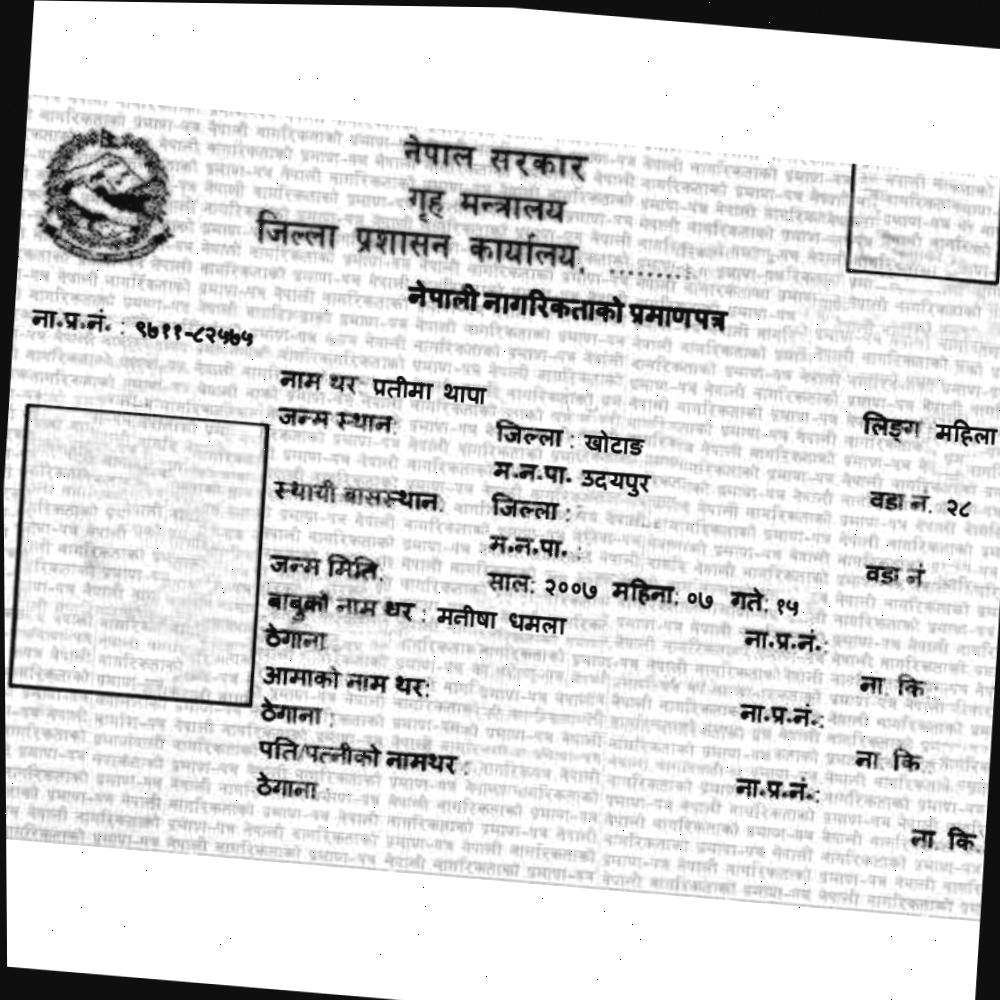 नेपाल सरकार
गृह मन्त्रालय
जिल्ला प्रशासन कार्यालय, ........:
नेपाली नागरिकताको प्रमाणपत्र
ना.प्र.नं. : ९७११-८२५७५
नाम थर: प्रतीमा थापा लिङ्ग महिला
जन्म स्थान: जिल्ला : खोटाङ
म.न.पा. उदयपुर वडा नं. २८
स्थायी बासस्थान: जिल्ला :
म.न.पा. : वडा नं.
जन्म मिति: साल: २००७ महिना: ०७ गते: १५
बाबुको नाम थर : मनीषा धमला ना.प्र.नं.:
ठेगाना : ना. कि.:
आमाको नाम थर: ना.प्र.नं.:
ठेगाना : ना. कि.:
पति/पत्नीको नामथर : ना.प्र.नं.:
ठेगाना : ना. कि.